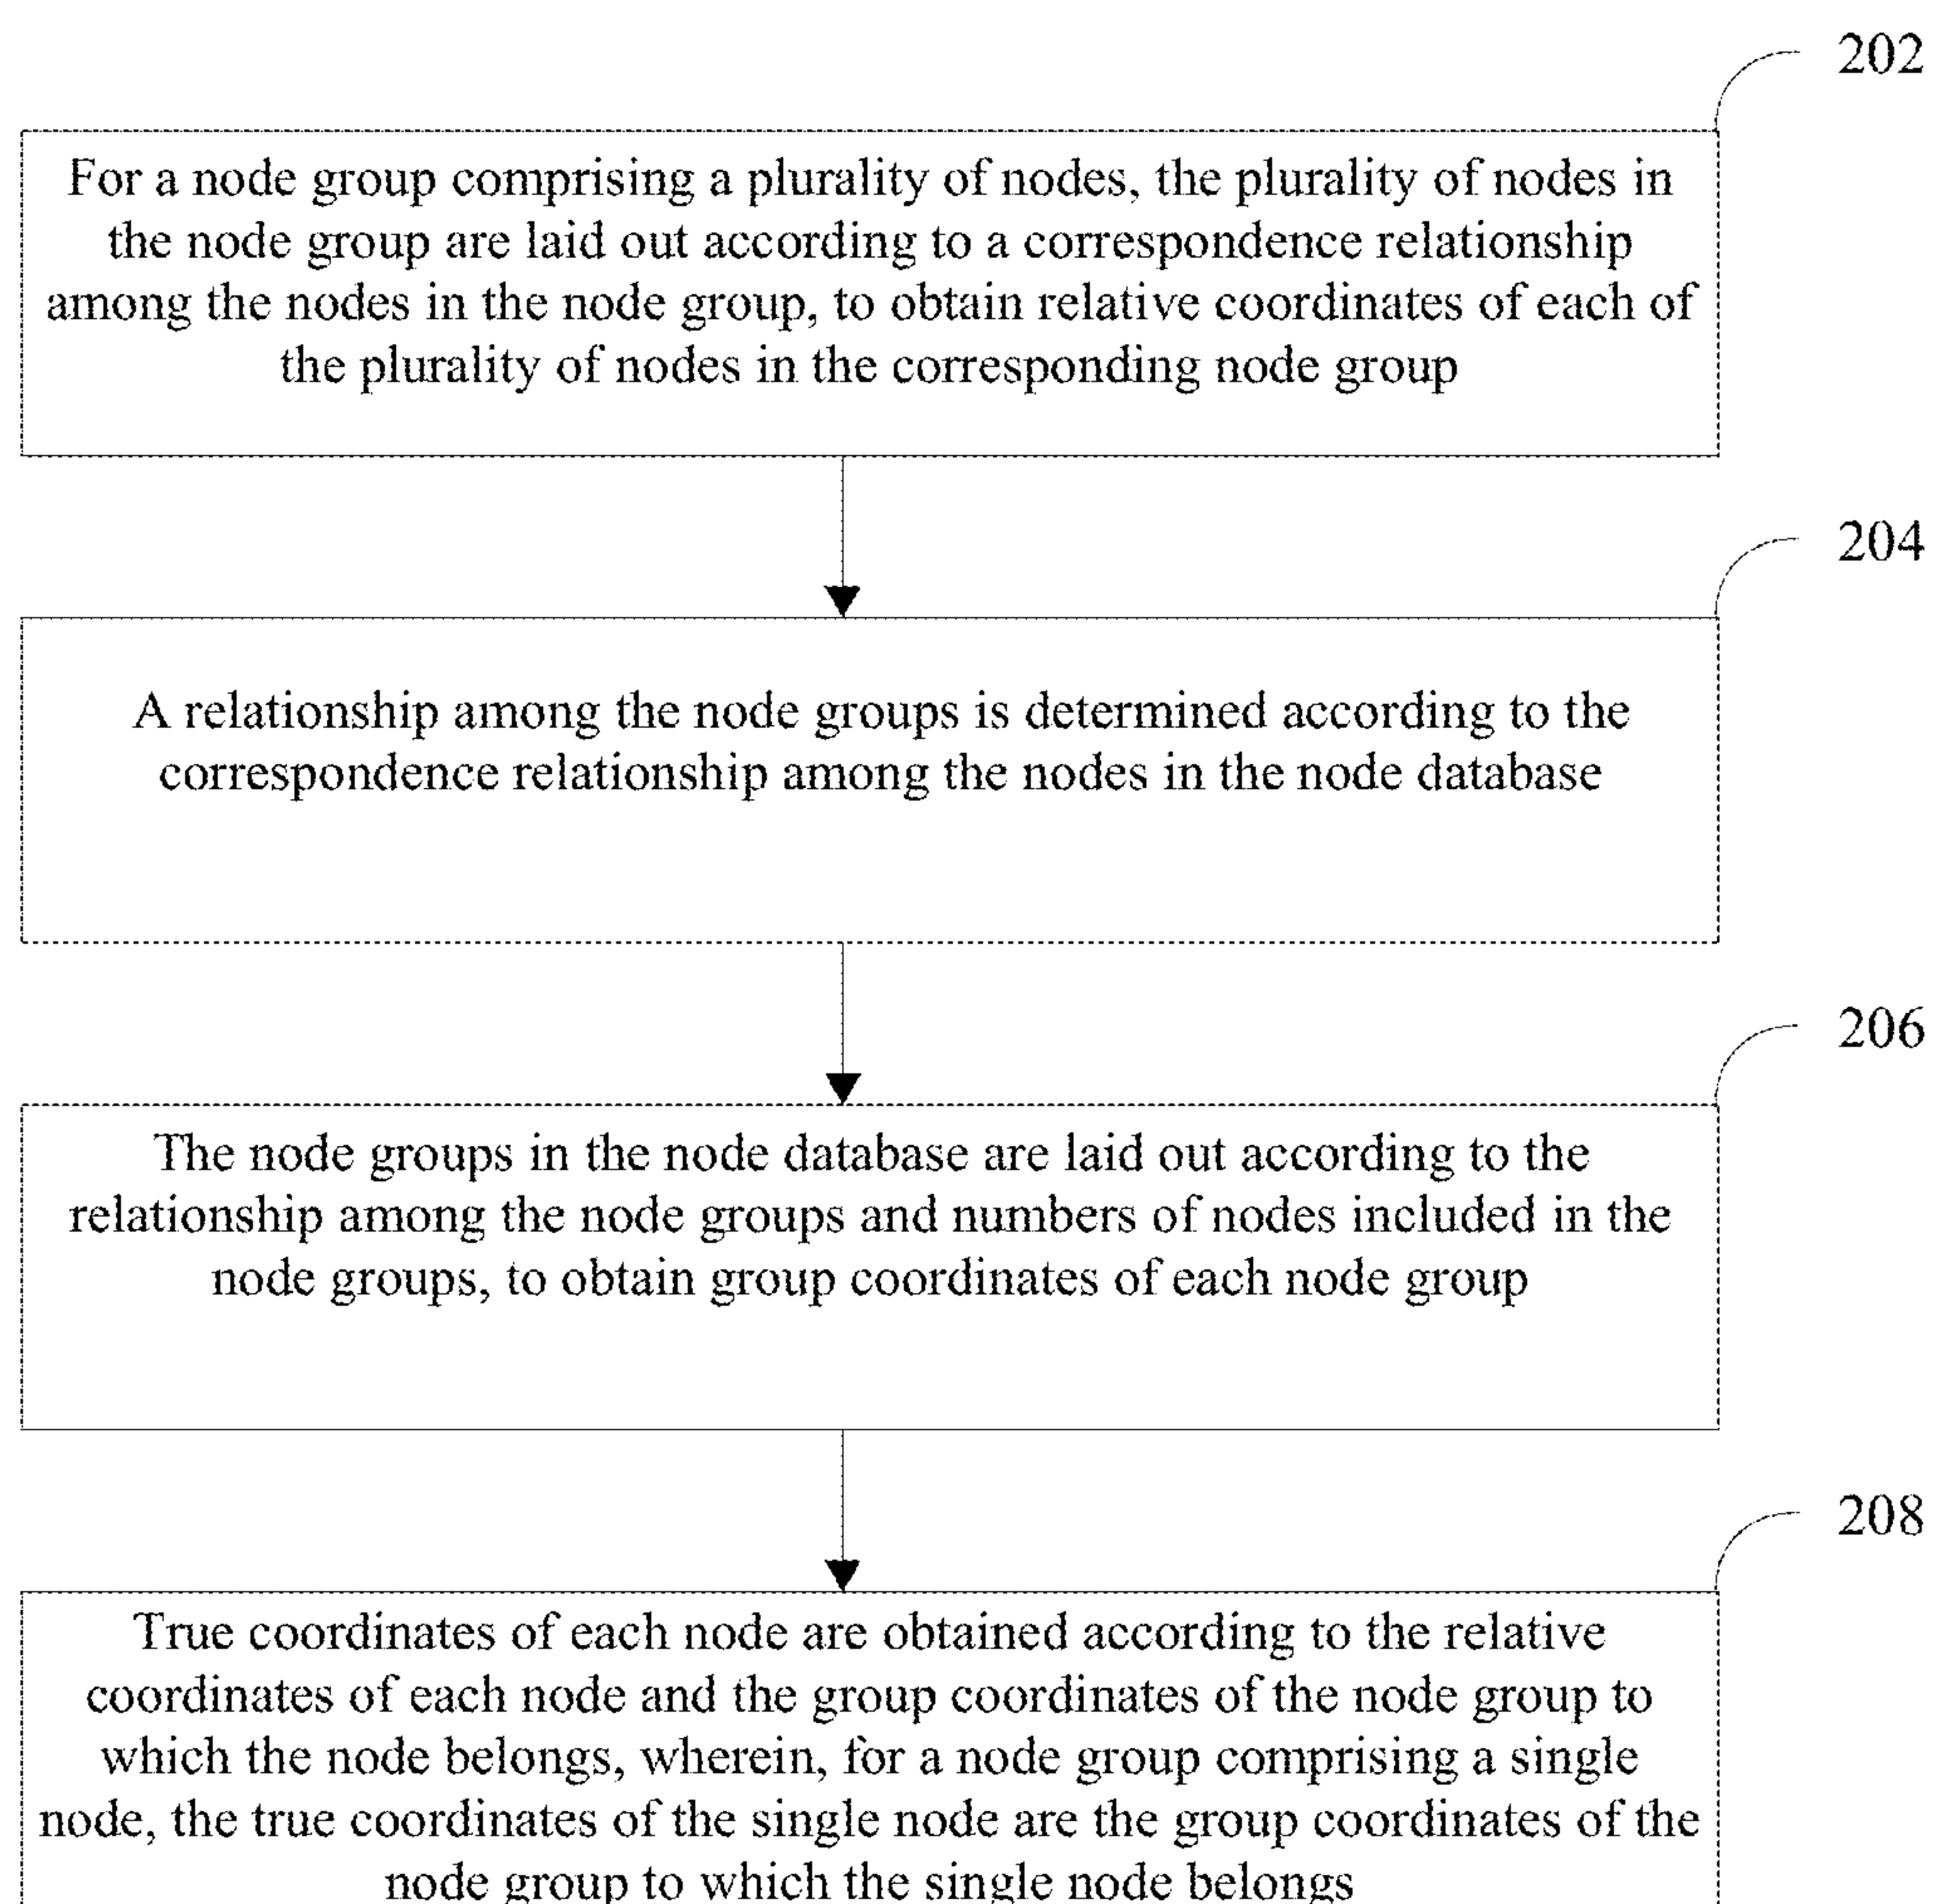 202
For a node group comprising a plurality of nodes, the plurality of nodes in
the node group are laid out according to a correspondence relationship
among the nodes in the node group, to obtain relative coordinates of each of
the plurality of nodes in the corresponding node group
204
A relationship among the node groups is determined according to the
correspondence relationship among the nodes in the node database
206
The node groups in the node database are laid out according to the
relationship among the node groups and numbers of nodes included in the
node groups, to obtain group coordinates of each node group
208
True coordinates of each node are obtained according to the relative
coordinates of each node and the group coordinates of the node group to
which the node belongs, wherein, for a node group comprising a single
node, the true coordinates of the single node are the group coordinates of the
node group to which the single node belongs